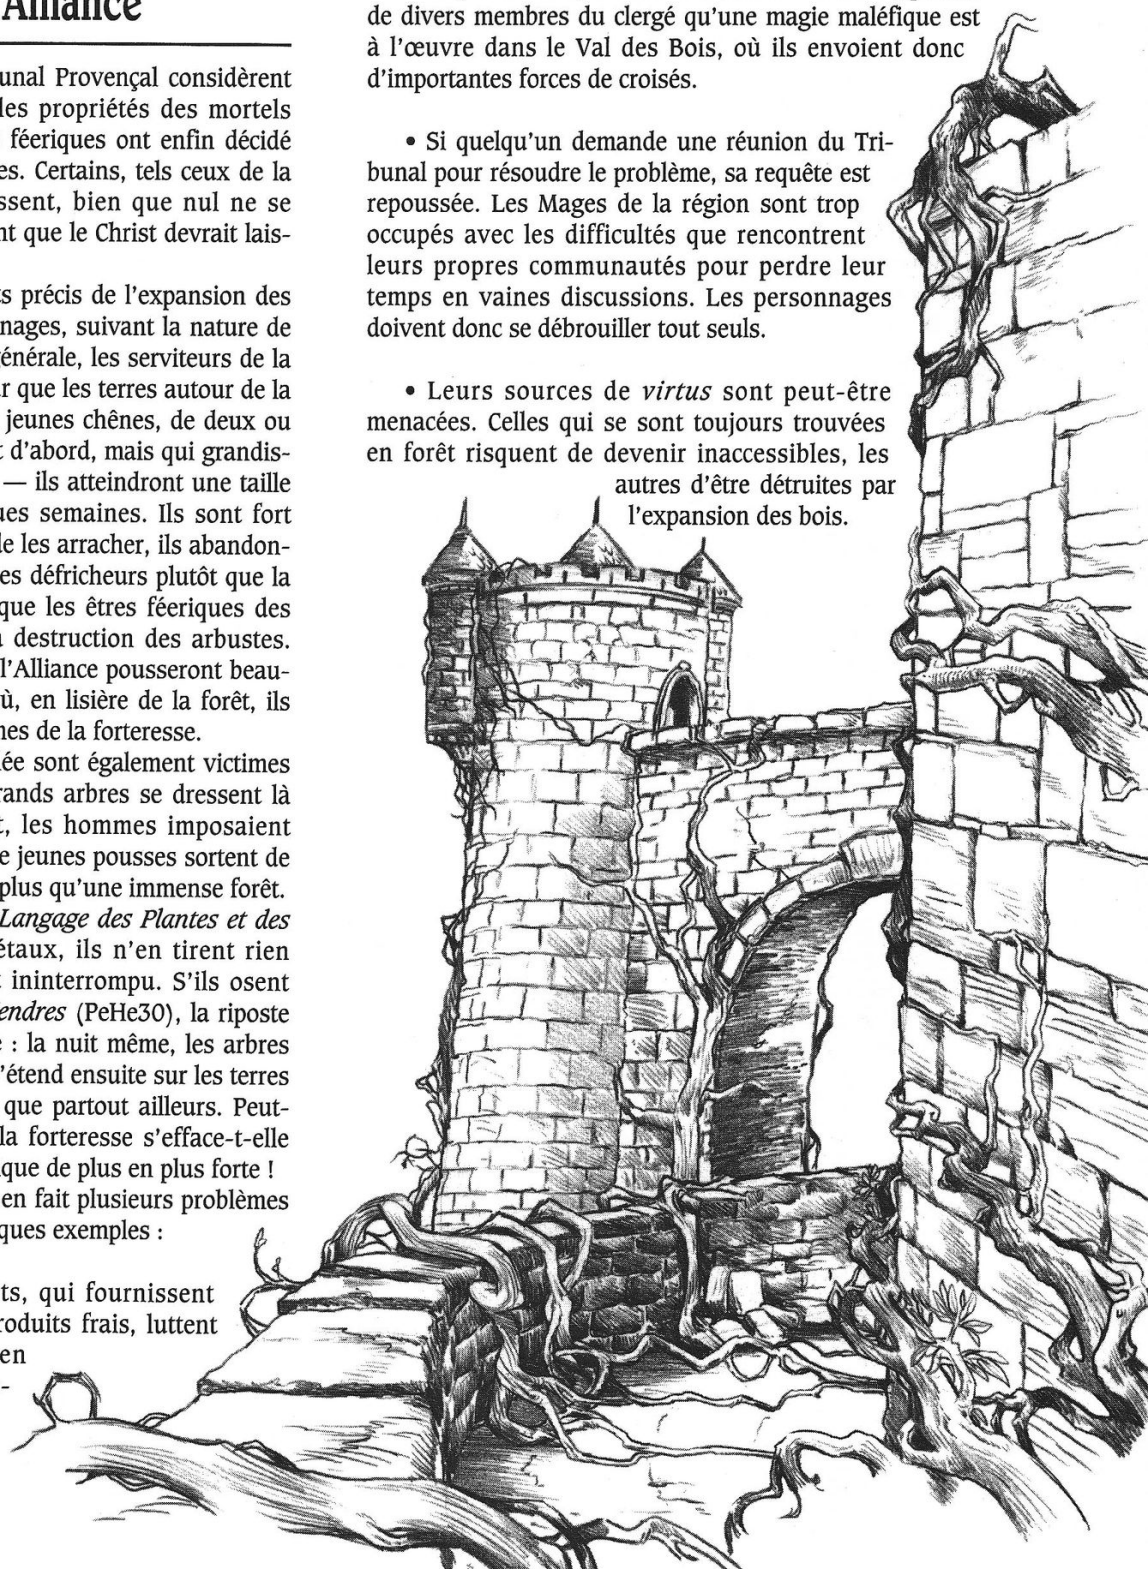 Alliance
unal Provençal considèrent
les propriétés des mortels
féeriques ont enfin décidé
es. Certains, tels ceux de la
ssent, bien que nul ne se
nt que le Christ devrait lais-
ts précis de l'expansion des
nages, suivant la nature de
générale, les serviteurs de la
ur que les terres autour de la
jeunes chênes, de deux ou
t d'abord, mais qui grandis-
— ils atteindront une taille
ues semaines. Ils sont fort
de les arracher, ils abandon-
es défricheurs plutôt que la
que les êtres féeriques des
a destruction des arbustes.
l'Alliance pousseront beau-
ù, en lisière de la forêt, ils
nes de la forteresse.
ée sont également victimes
rands arbres se dressent là
t, les hommes imposaient
e jeunes pousses sortent de
plus qu'une immense forêt.
Langage des Plantes et des
étaux, ils n'en tirent rien
t ininterrompu. S'ils osent
endres (PeHe30), la riposte
e : la nuit même, les arbres
'étend ensuite sur les terres
que partout ailleurs. Peut-
la forteresse s'efface-t-elle
que de plus en plus forte !
en fait plusieurs problèmes
ques exemples :
ts, qui fournissent
roduits frais, luttent
en
-
de divers membres du clergé qu'une magie maléfique est
à l'œuvre dans le Val des Bois, où ils envoient donc
d'importantes forces de croisés.
• Si quelqu'un demande une réunion du Tri-
bunal pour résoudre le problème, sa requête est
repoussée. Les Mages de la région sont trop
occupés avec les difficultés que rencontrent
leurs propres communautés pour perdre leur
temps en vaines discussions. Les personnages
doivent donc se débrouiller tout seuls.
• Leurs sources de virtus sont peut-être
menacées. Celles qui se sont toujours trouvées
en forêt risquent de devenir inaccessibles, les
autres d'être détruites par
l'expansion des bois.